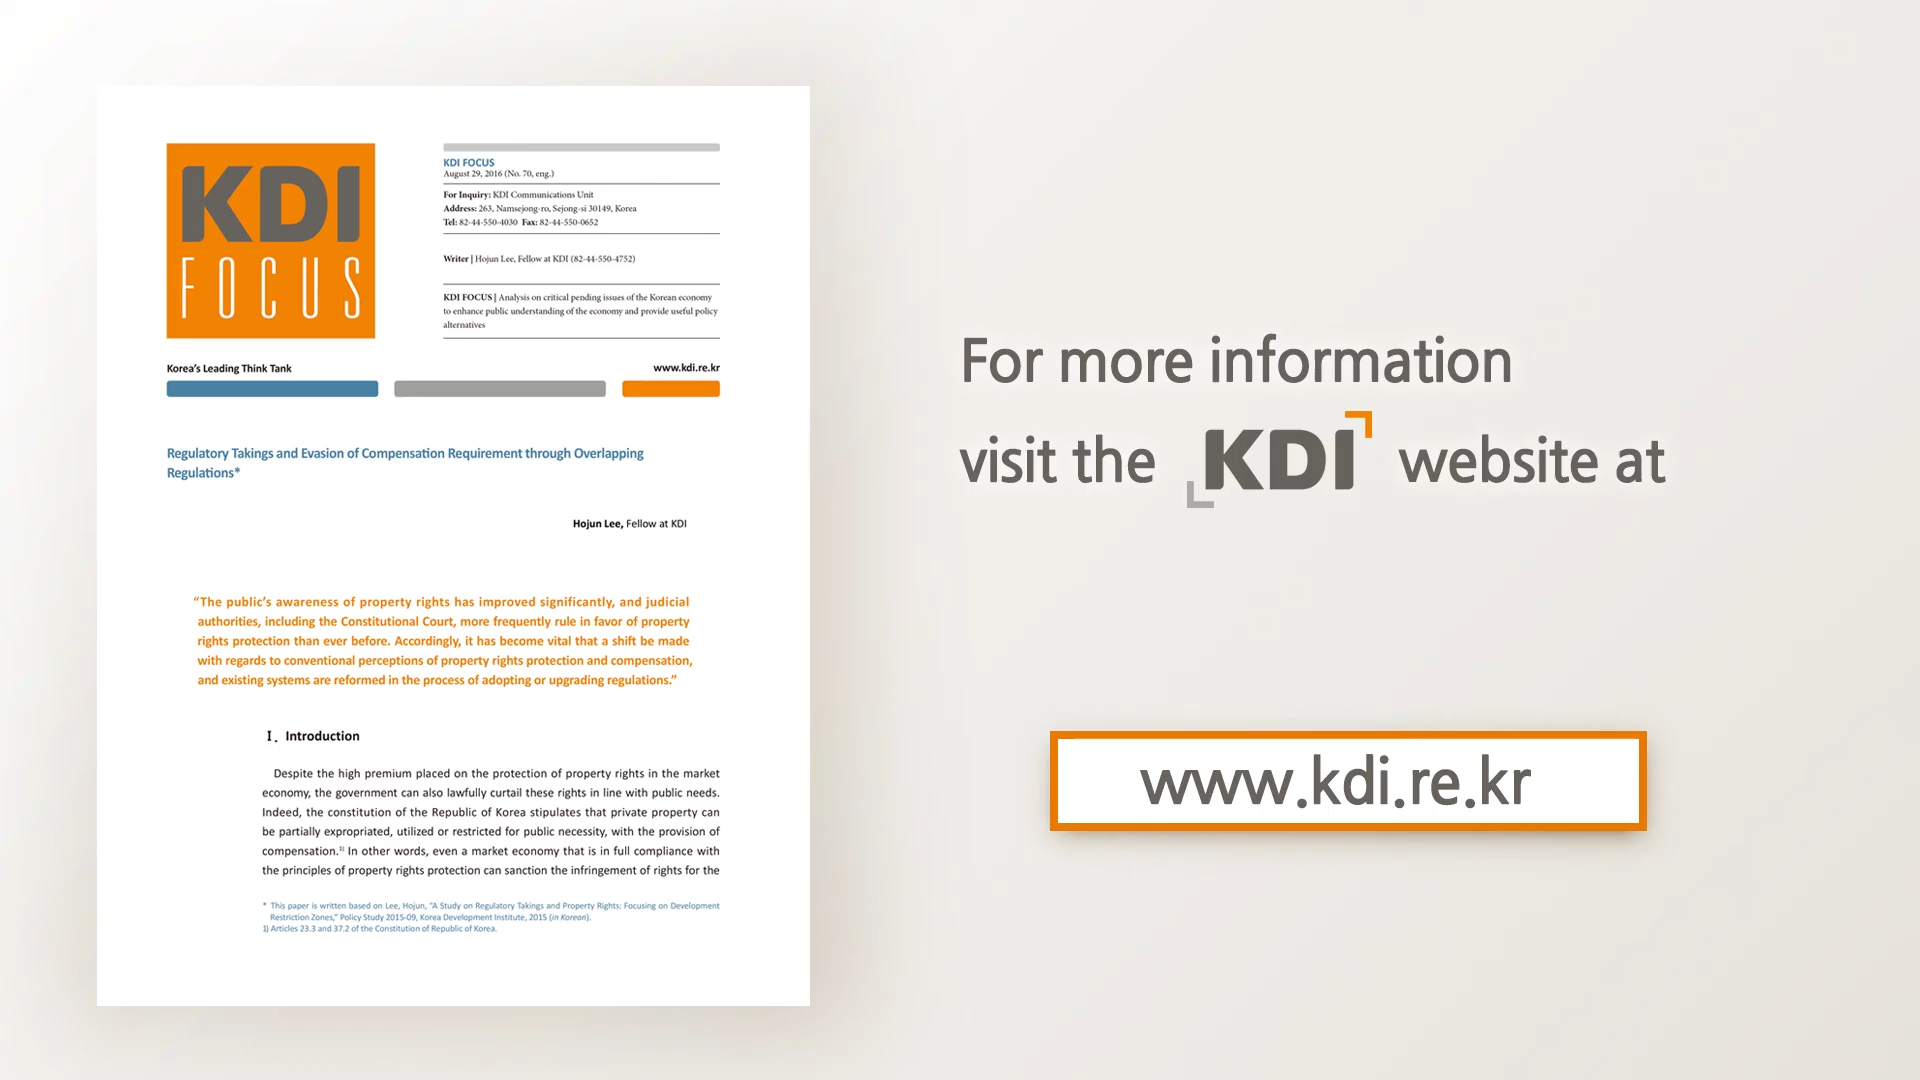 KDI
FOCUS
KDI FOCUS
August 29, 2016 (No. 70, eng.)
For Inquiry: KDI Communications Unit
Address: 263, Namsejong-ro, Sejong-si 30149, Korea
Tel: 82-44-550-4030 Fax: 82-44-550-0652
Writer | Hojun Lee, Fellow at KDI (82-44-550-4752)
KDI FOCUS | Analysis on critical pending issues of the Korean economy
to enhance public understanding of the economy and provide useful policy
alternatives
Korea's Leading Think Tank
www.kdi.re.kr
Regulatory Takings and Evasion of Compensation Requirement through Overlapping
Regulations*
Hojun Lee, Fellow at KDI
“The public's awareness of property rights has improved significantly, and judicial
authorities, including the Constitutional Court, more frequently rule in favor of property
rights protection than ever before. Accordingly, it has become vital that a shift be made
with regards to conventional perceptions of property rights protection and compensation,
and existing systems are reformed in the process of adopting or upgrading regulations.”
Ⅰ. Introduction
Despite the high premium placed on the protection of property rights in the market
economy, the government can also lawfully curtail these rights in line with public needs.
Indeed, the constitution of the Republic of Korea stipulates that private property can
be partially expropriated, utilized or restricted for public necessity, with the provision of
compensation.1) In other words, even a market economy that is in full compliance with
the principles of property rights protection can sanction the infringement of rights for the
* This paper is written based on Lee, Hojun, “A Study on Regulatory Takings and Property Rights: Focusing on Development
Restriction Zones,” Policy Study 2015-09, Korea Development Institute, 2015 (in Korean).
1) Articles 23.3 and 37.2 of the Constitution of Republic of Korea.
For more information
visit the KDI website at
www.kdi.re.kr